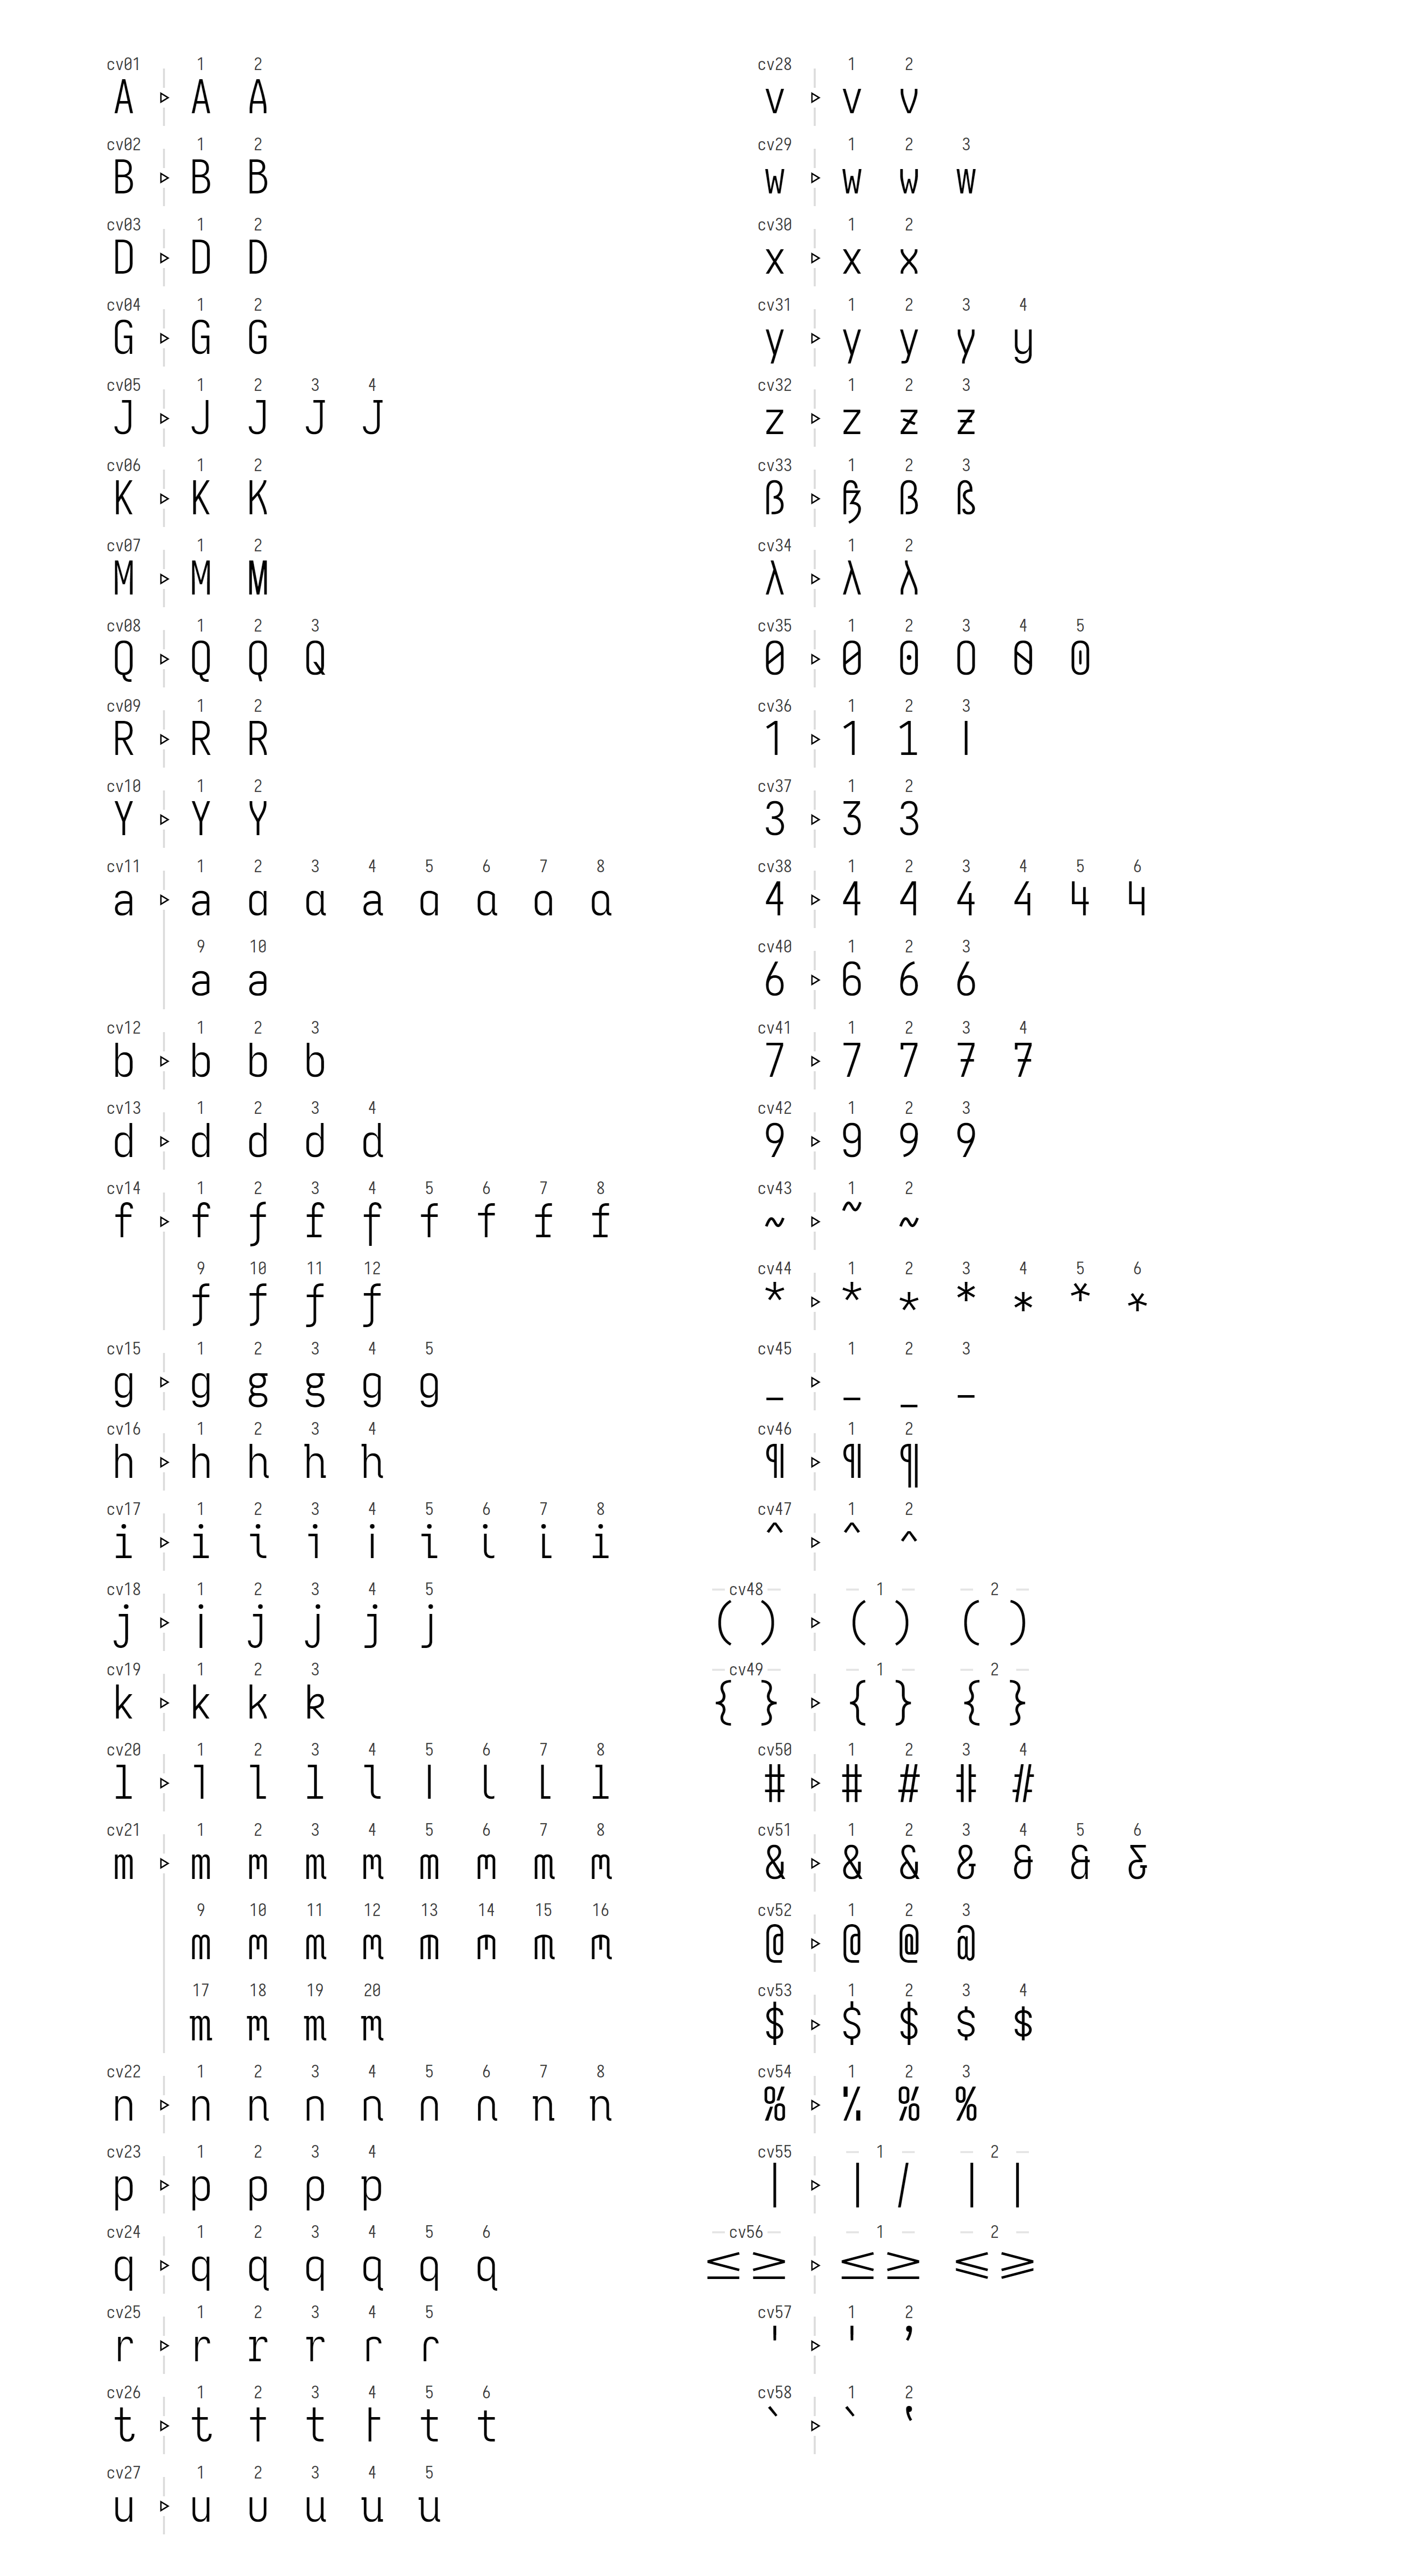 cv01 1 2
A ▷ A A
cv02 1 2
B ▷ B B
cv03 1 2
D ▷ D D
cv04 1 2
G ▷ G G
cv05 1 2 3 4
J ▷ J J J J
cv06 1 2
K ▷ K K
cv07 1 2
M ▷ M M
cv08 1 2 3
Q ▷ Q Q Q
cv09 1 2
R ▷ R R
cv10 1 2
Y ▷ Y Y
cv11 1 2 3 4 5 6 7 8
a ▷ a a a a a a a a
9 10
a a
cv12 1 2 3
b ▷ b b b
cv13 1 2 3 4
d ▷ d d d d
cv14 1 2 3 4 5 6 7 8
f ▷ f f f f f f f f
9 10 11 12
f f f f
cv15 1 2 3 4 5
g ▷ g g g g g
cv16 1 2 3 4
h ▷ h h h h
cv17 1 2 3 4 5 6 7 8
i ▷ i i i i i i i i
cv18 1 2 3 4 5
j ▷ j j j j j
cv19 1 2 3
k ▷ k k k
cv20 1 2 3 4 5 6 7 8
l ▷ l l l l l l l l
cv21 1 2 3 4 5 6 7 8
m ▷ m m m m m m m m
9 10 11 12 13 14 15 16
m m m m m m m m
17 18 19 20
m m m m
cv22 1 2 3 4 5 6 7 8
n ▷ n n n n n n n n
cv23 1 2 3 4
p ▷ p p p p
cv24 1 2 3 4 5 6
q ▷ q q q q q q
cv25 1 2 3 4 5
r ▷ r r r r r
cv26 1 2 3 4 5 6
t ▷ t t t t t t
cv27 1 2 3 4 5
u ▷ u u u u u
cv28 1 2
v ▷ v v
cv29 1 2 3
w ▷ w w w
cv30 1 2
x ▷ x x
cv31 1 2 3 4
y ▷ y y y y
cv32 1 2 3
z ▷ z z z
cv33 1 2 3
ß ▷ ß ß ß
cv34 1 2
λ ▷ λ λ
cv35 1 2 3 4 5
0 ▷ 0 0 0 0 0
cv36 1 2 3
1 ▷ 1 1 1
cv37 1 2
3 ▷ 3 3
cv38 1 2 3 4 5 6
4 ▷ 4 4 4 4 4 4
cv40 1 2 3
6 ▷ 6 6 6
cv41 1 2 3 4
7 ▷ 7 7 7 7
cv42 1 2 3
9 ▷ 9 9 9
cv43 1 2
~ ▷ ~ ~
cv44 1 2 3 4 5 6
* ▷ * * * * * *
cv45 1 2 3
_ ▷ _ _ _
cv46 1 2
¶ ▷ ¶ ¶
cv47 1 2
^ ▷ ^ ^
cv48 1 2
( ) ▷ ( ) ( )
cv49 1 2
{ } ▷ { } { }
cv50 1 2 3 4
# ▷ # # # #
cv51 1 2 3 4 5 6
& ▷ & & & & & &
cv52 1 2 3
@ ▷ @ @ @
cv53 1 2 3 4
$ ▷ $ $ $ $
cv54 1 2 3
% ▷ % % %
cv55 1 2
| ▷ | / | |
cv56 1 2
≤ ≥ ▷ ≤ ≥ ⩽ ⩾
cv57 1 2
' ▷ ' ’
cv58 1 2
` ▷ ` ‛